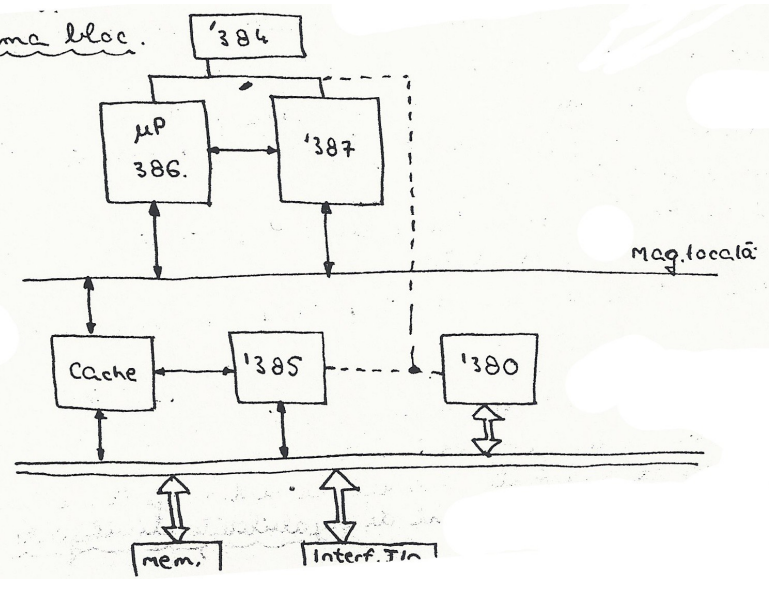 ma bloc.
'384
μP
386.
'387
Mag. locală
Cache
'385
'380
mem.
Interf.